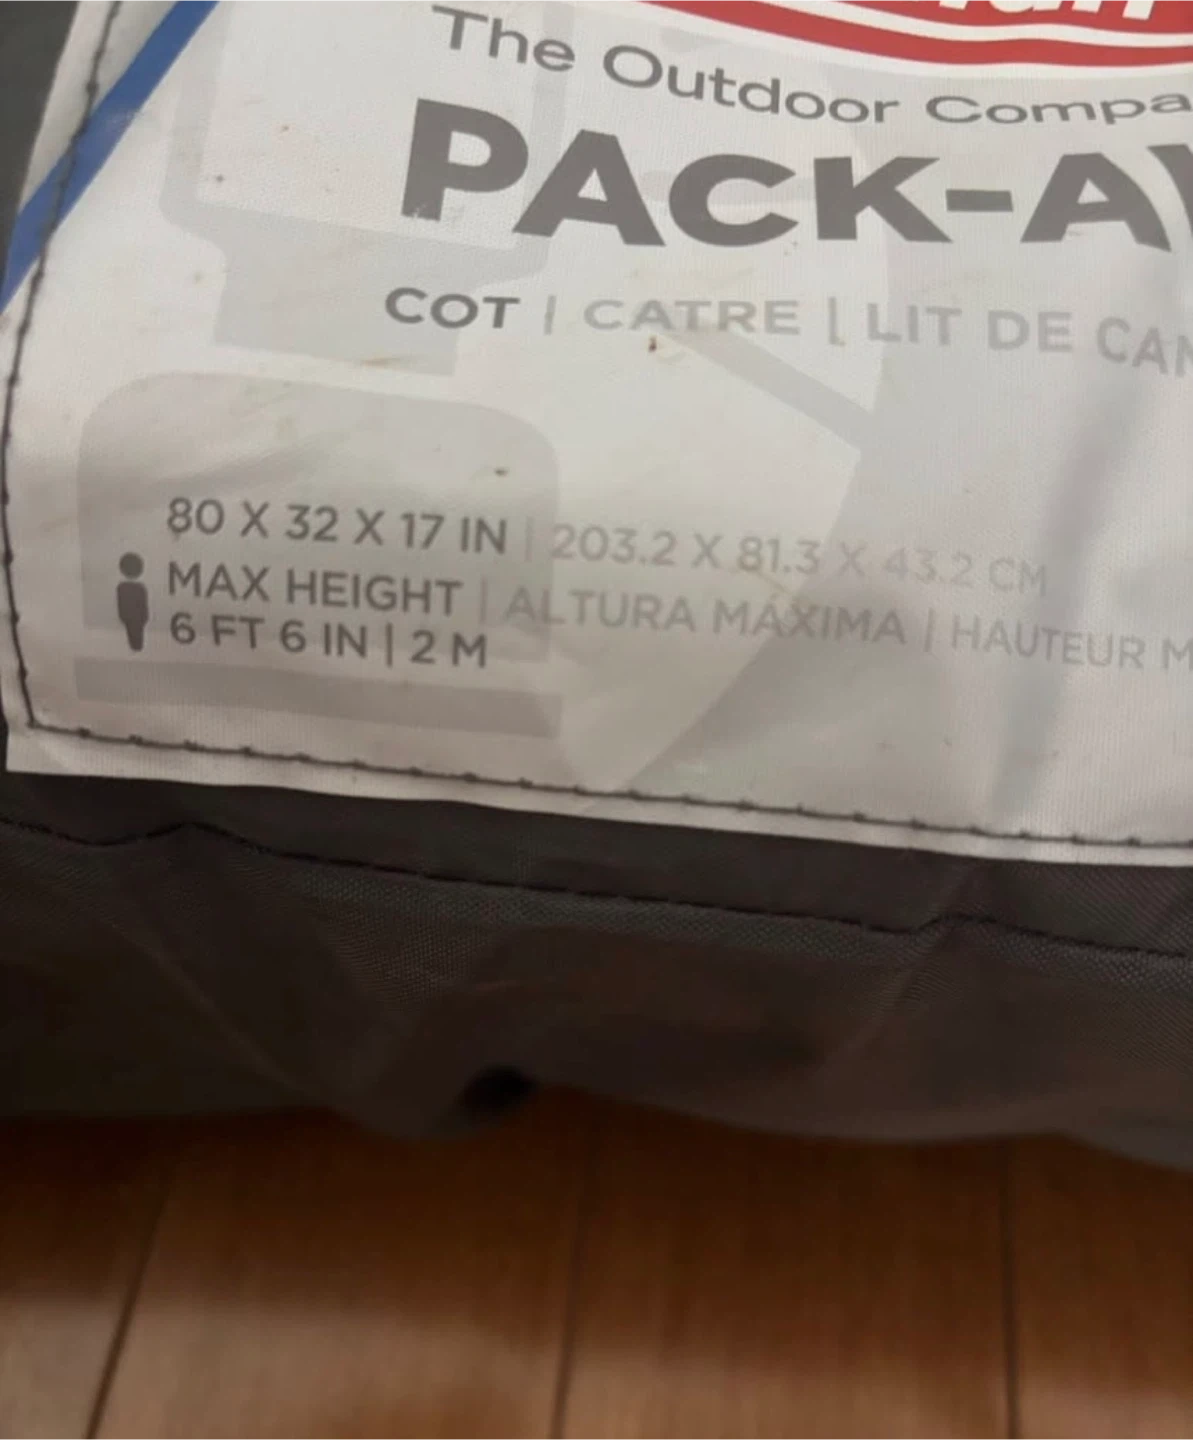 The Outdoor Compa
PACK-A
COT | CATRE | LIT DE CAM
80 X 32 X 17 IN | 203.2 X 81.3 X 43.2 CM
MAX HEIGHT | ALTURA MÁXIMA | HAUTEUR M
6 FT 6 IN | 2 M